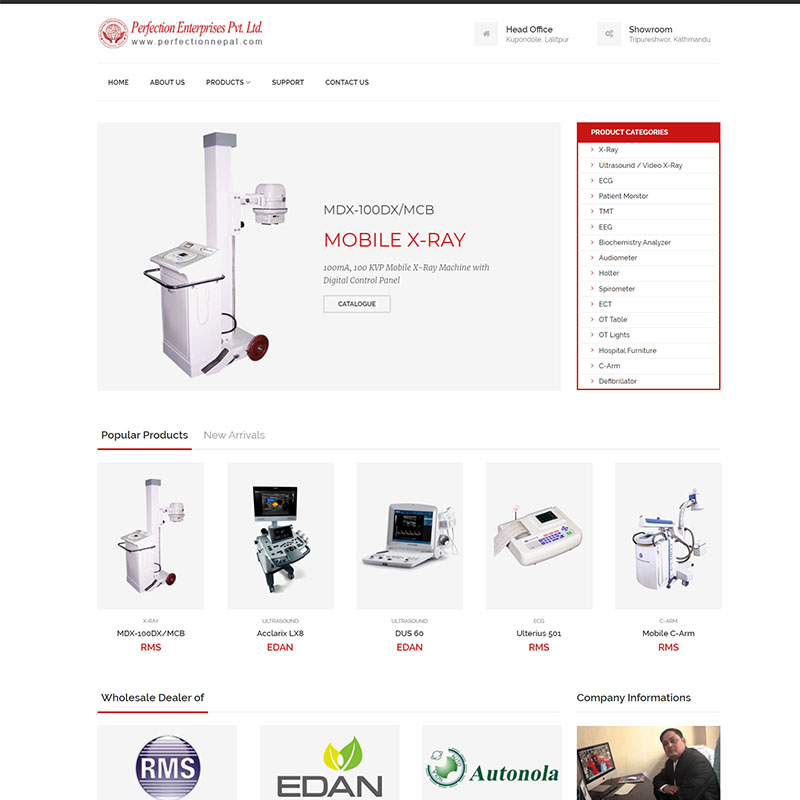 Perfection Enterprises Pvt. Ltd.
www.perfectionnepal.com
Head Office
Kupondole, Lalitpur
Showroom
Tripureshwor, Kathmandu
HOME ABOUT US PRODUCTS SUPPORT CONTACT US
MDX-100DX/MCB
MOBILE X-RAY
100mA, 100 KVP Mobile X-Ray Machine with
Digital Control Panel
CATALOGUE
PRODUCT CATEGORIES
X-Ray
Ultrasound / Video X-Ray
ECG
Patient Monitor
TMT
EEG
Biochemistry Analyzer
Audiometer
Holter
Spirometer
ECT
OT Table
OT Lights
Hospital Furniture
C-Arm
Defibrillator
Popular Products New Arrivals
X-RAY
MDX-100DX/MCB
RMS
ULTRASOUND
Acclarix LX8
EDAN
ULTRASOUND
DUS 60
EDAN
ECG
Ulterius 501
RMS
C-ARM
Mobile C-Arm
RMS
Wholesale Dealer of
RMS
EDAN
Autonola
Company Informations